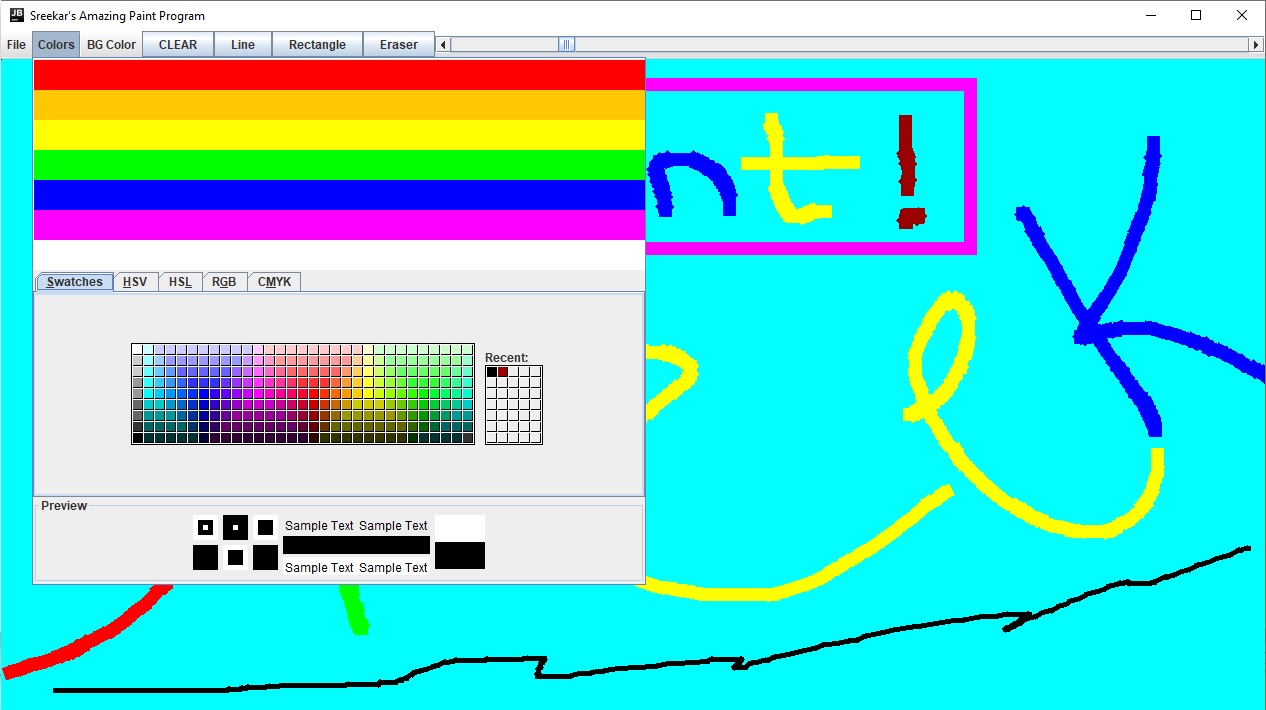 JB Sreekar's Amazing Paint Program
File Colors BG Color CLEAR Line Rectangle Eraser
nt!
k
Swatches HSV HSL RGB CMYK
Recent:
Preview
Sample Text Sample Text
Sample Text Sample Text